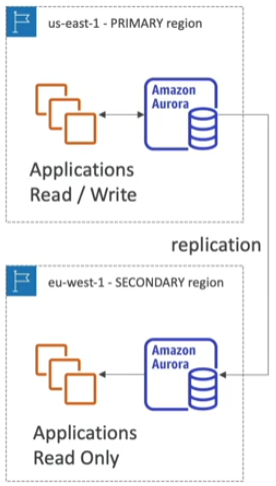 us-east-1 - PRIMARY region
Amazon
Aurora
Applications
Read / Write
replication
eu-west-1 - SECONDARY region
Amazon
Aurora
Applications
Read Only